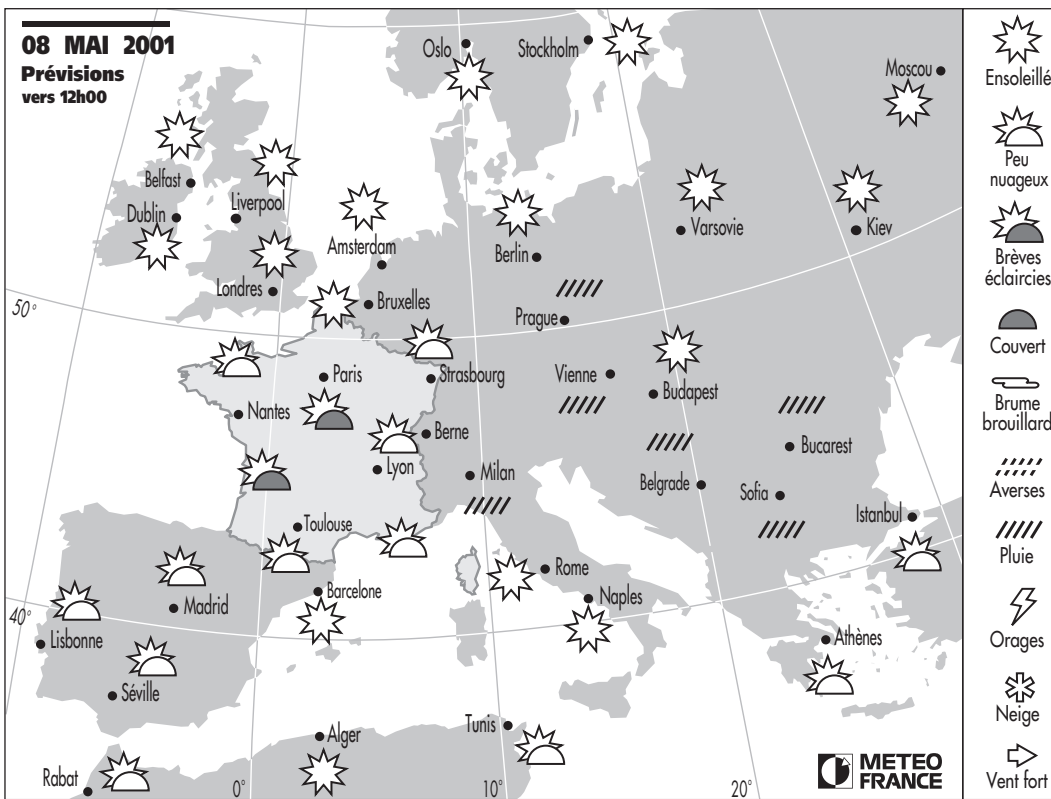 08 MAI 2001
Prévisions
vers 12h00
Oslo
Stockholm
Moscou
Belfast
Dublin
Liverpool
Amsterdam
Berlin
Varsovie
Kiev
Londres
Bruxelles
50°
Prague
Paris
Strasbourg
Vienne
Budapest
Nantes
Berne
Bucarest
Lyon
Milan
Belgrade
Sofia
Istanbul
Toulouse
Rome
Barcelone
Naples
Madrid
40°
Lisbonne
Athènes
Séville
Tunis
Alger
Rabat
0°
10°
20°
METEO
FRANCE
Ensoleillé
Peu
nuageux
Brèves
éclaircies
Couvert
Brume
brouillard
Averses
Pluie
Orages
Neige
Vent fort